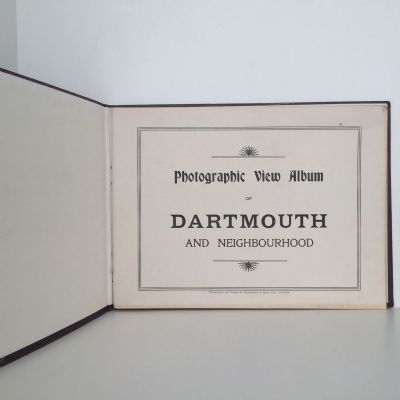 Photographic View Album
OF
DARTMOUTH
AND NEIGHBOURHOOD